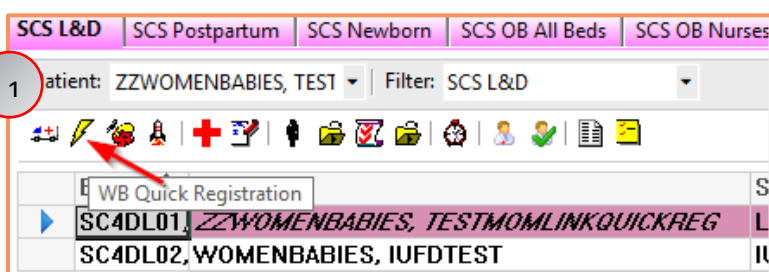 SCS L&D SCS Postpartum SCS Newborn SCS OB All Beds SCS OB Nurses
1 atient: ZZWOMENBABIES, TEST Filter: SCS L&D
WB Quick Registration
SC4DL01, ZZWOMENBABIES, TESTMOMLINKQUICKREG L
SC4DL02, WOMENBABIES, IUFDTEST